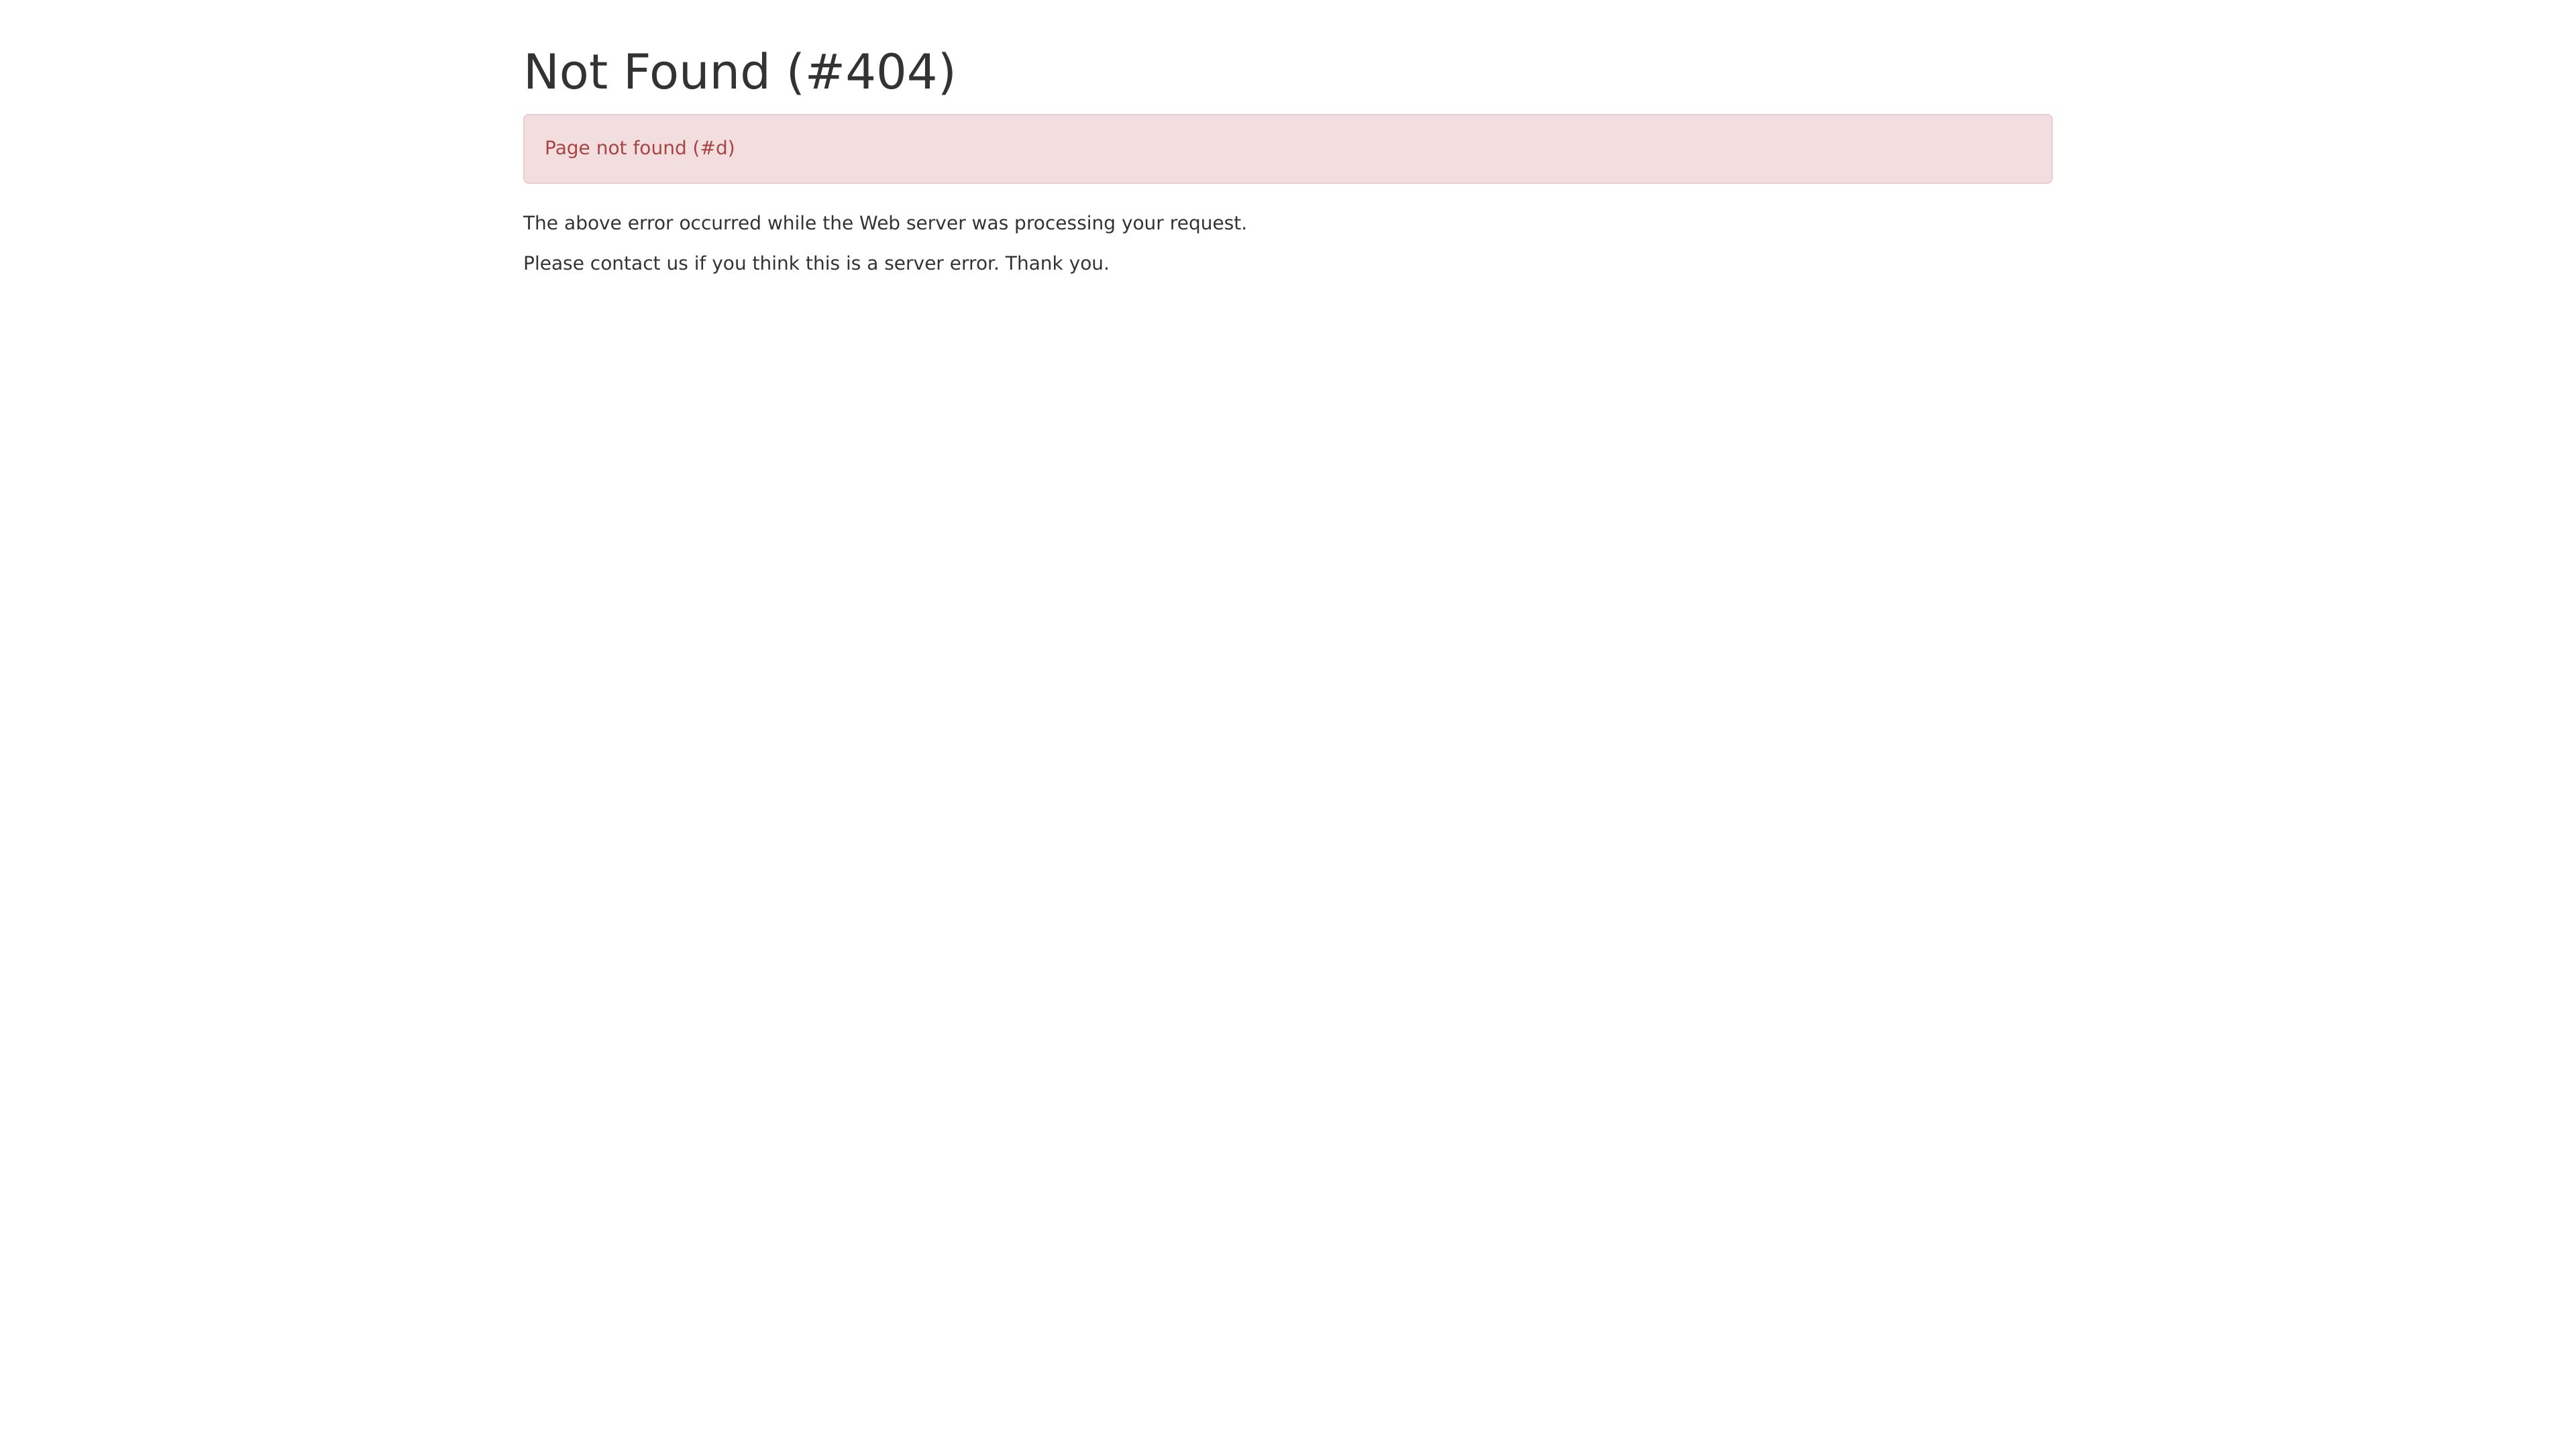 Not Found (#404)
Page not found (#d)
The above error occurred while the Web server was processing your request.
Please contact us if you think this is a server error. Thank you.